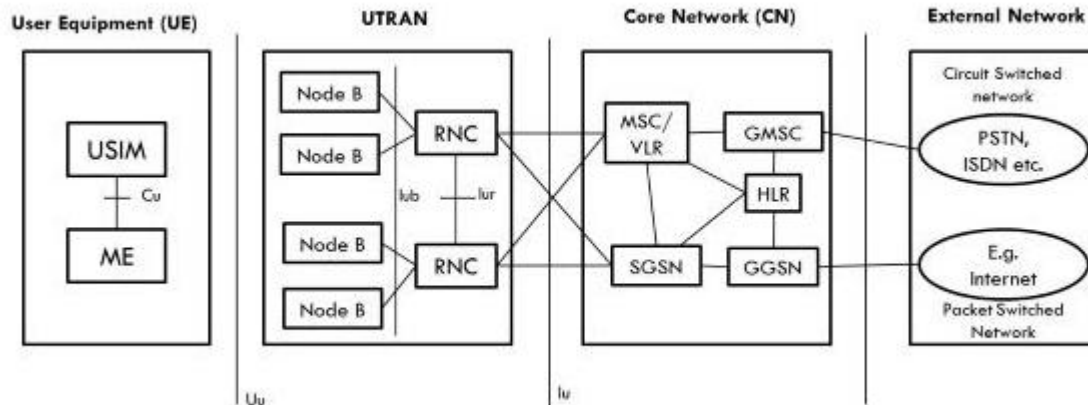 User Equipment (UE)
UTRAN
Core Network (CN)
External Network
USIM
Cu
ME
Node B
Node B
Node B
Node B
RNC
RNC
Iub
Iur
MSC/
VLR
GMSC
HLR
SGSN
GGSN
Circuit Switched
network
PSTN,
ISDN etc.
E.g.
Internet
Packet Switched
Network
Uu
Iu